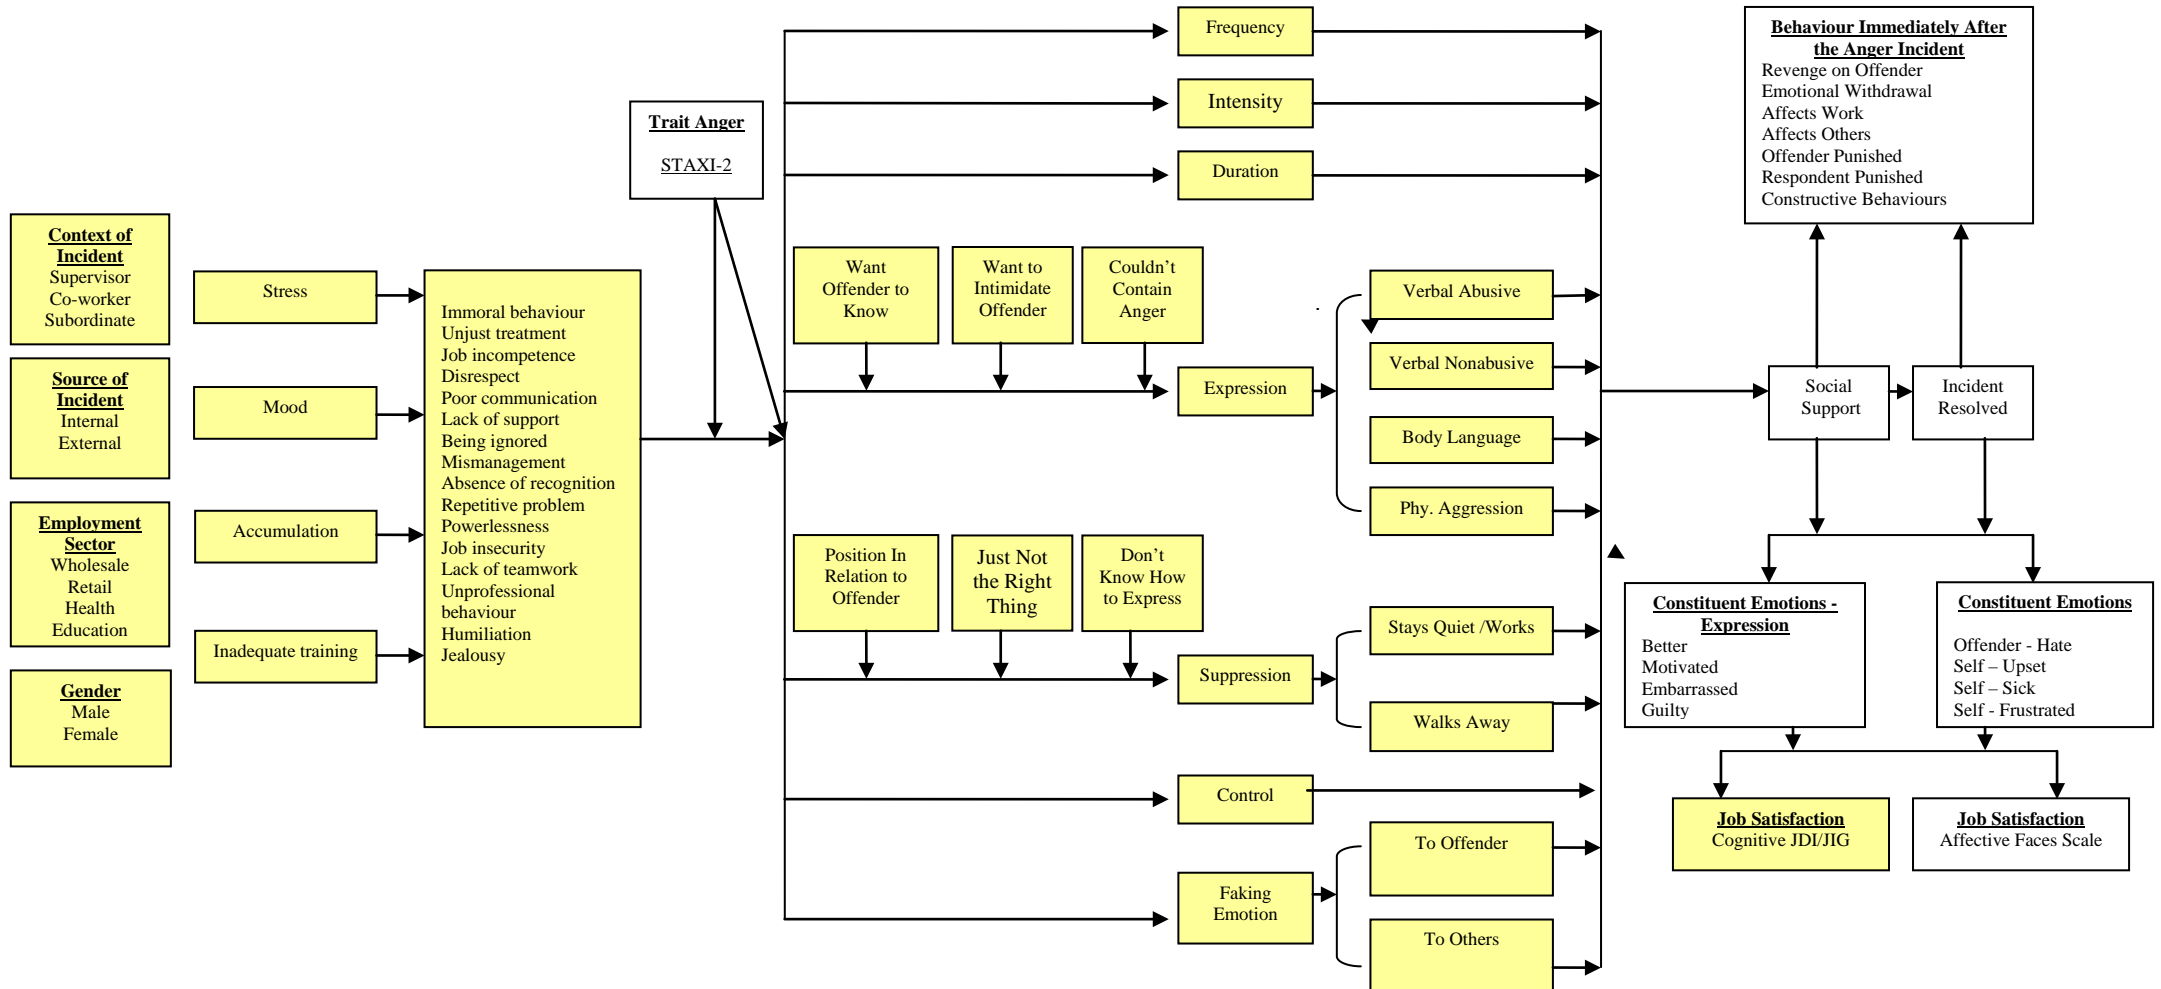 Context of
Incident
Supervisor
Co-worker
Subordinate
Source of
Incident
Internal
External
Employment
Sector
Wholesale
Retail
Health
Education
Gender
Male
Female
Stress
Mood
Accumulation
Inadequate training
Immoral behaviour
Unjust treatment
Job incompetence
Disrespect
Poor communication
Lack of support
Being ignored
Mismanagement
Absence of recognition
Repetitive problem
Powerlessness
Job insecurity
Lack of teamwork
Unprofessional
behaviour
Humiliation
Jealousy
Trait Anger
STAXI-2
Frequency
Intensity
Duration
Want
Offender to
Know
Want to
Intimidate
Offender
Couldn't
Contain
Anger
Expression
Verbal Abusive
Verbal Nonabusive
Body Language
Phy. Aggression
Position In
Relation to
Offender
Just Not
the Right
Thing
Don't
Know How
to Express
Suppression
Stays Quiet /Works
Walks Away
Control
Faking
Emotion
To Offender
To Others
Behaviour Immediately After
the Anger Incident
Revenge on Offender
Emotional Withdrawal
Affects Work
Affects Others
Offender Punished
Respondent Punished
Constructive Behaviours
Social
Support
Incident
Resolved
Constituent Emotions -
Expression
Better
Motivated
Embarrassed
Guilty
Constituent Emotions
Offender - Hate
Self – Upset
Self – Sick
Self - Frustrated
Job Satisfaction
Cognitive JDI/JIG
Job Satisfaction
Affective Faces Scale